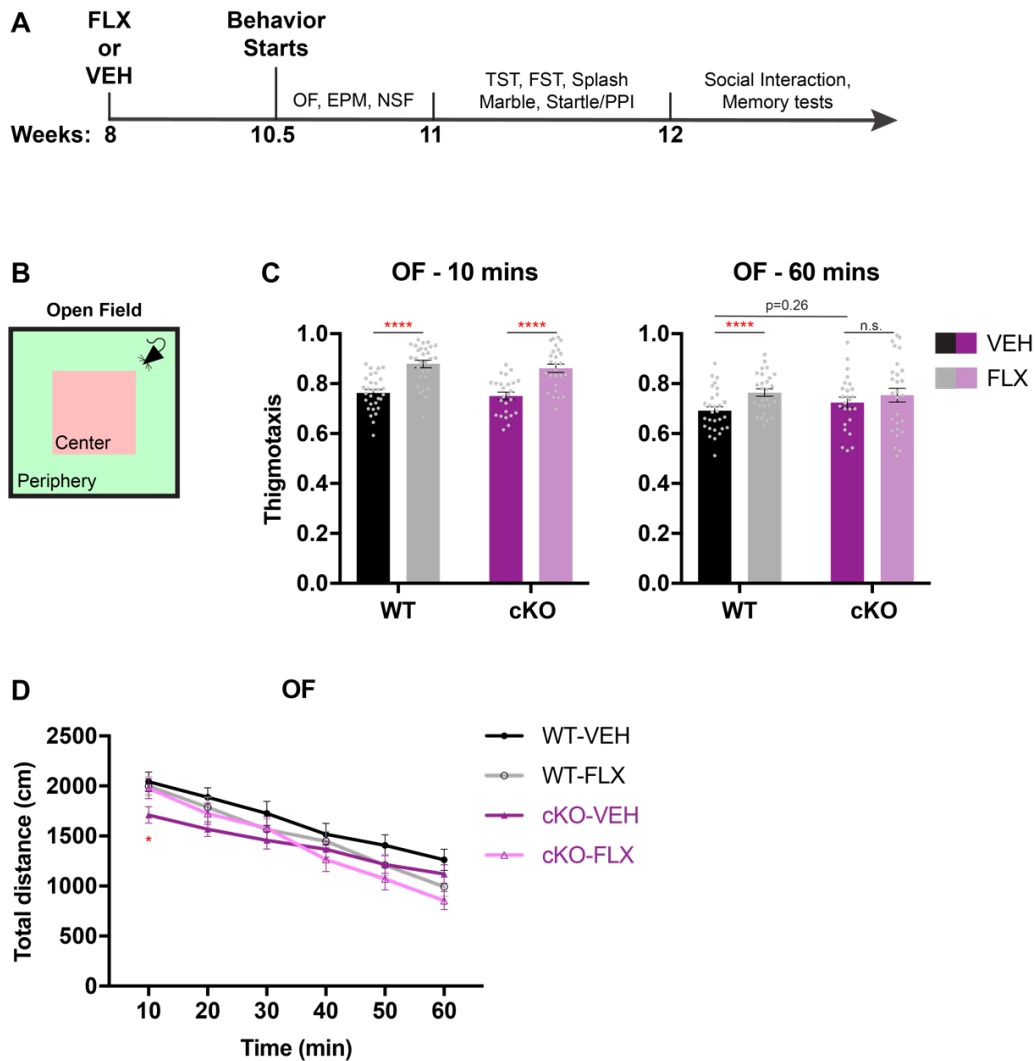 A
FLX
or
VEH
Behavior
Starts
OF, EPM, NSF
TST, FST, Splash
Marble, Startle/PPI
Social Interaction,
Memory tests
Weeks: 8 10.5 11 12
B
Open Field
Center
Periphery
C
OF - 10 mins
Thigmotaxis
1.0
0.8
0.6
0.4
0.2
0.0
****
****
WT
cKO
OF - 60 mins
p=0.26
****
n.s.
1.0
0.8
0.6
0.4
0.2
0.0
WT
cKO
VEH
FLX
D
OF
Total distance (cm)
2500
2000
1500
1000
500
0
*
10 20 30 40 50 60
Time (min)
WT-VEH
WT-FLX
cKO-VEH
cKO-FLX